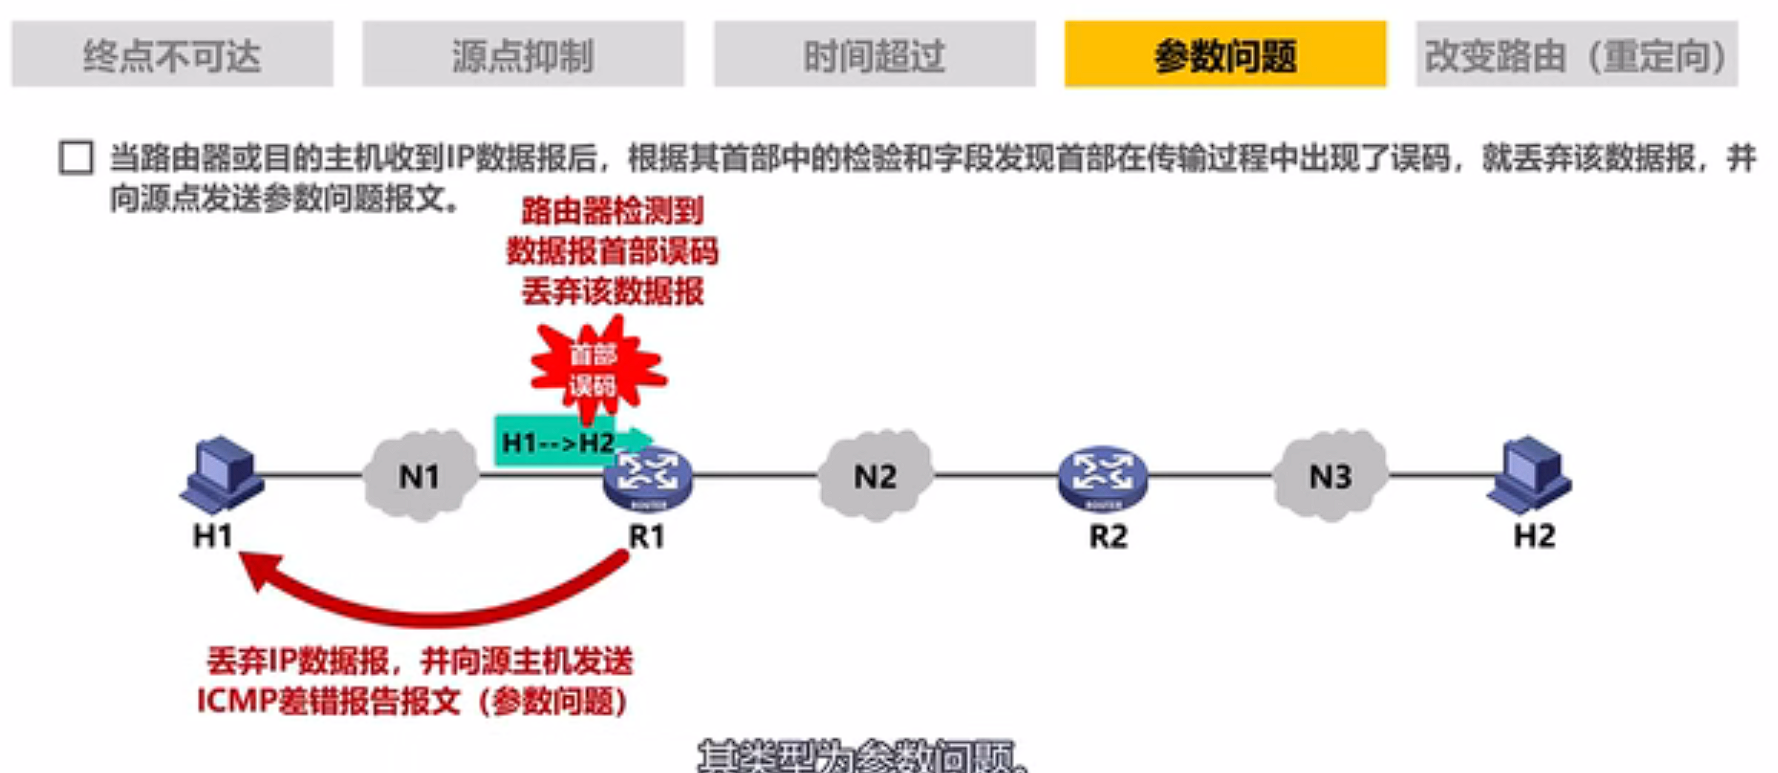 终点不可达
源点抑制
时间超过
参数问题
改变路由（重定向）
当路由器或目的主机收到IP数据报后，根据其首部中的检验和字段发现首部在传输过程中出现了误码，就丢弃该数据报，并
向源点发送参数问题报文。
路由器检测到
数据报首部误码
丢弃该数据报
首部
误码
H1-->H2
N1
N2
N3
ROUTER
ROUTER
H1
R1
R2
H2
丢弃IP数据报，并向源主机发送
ICMP差错报告报文（参数问题）
其类型为参数问题。